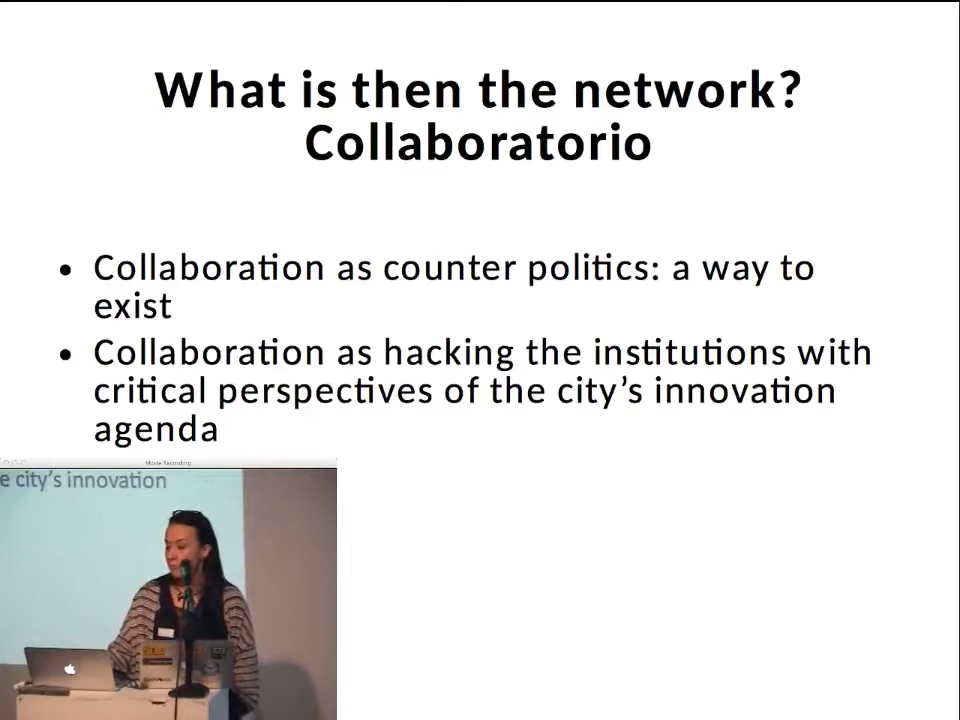 What is then the network?
Collaboratorio
• Collaboration as counter politics: a way to
exist
• Collaboration as hacking the institutions with
critical perspectives of the city’s innovation
agenda
Movie Recording
e city’s innovation